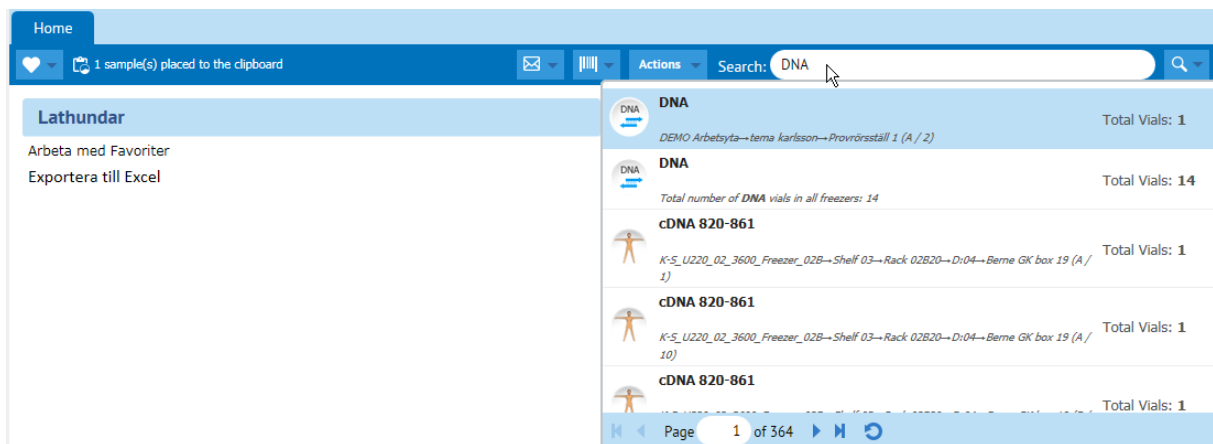 Home
1 sample(s) placed to the clipboard
Actions
Search: DNA
Lathundar
Arbeta med Favoriter
Exportera till Excel
DNA
DNA
Total Vials: 1
DEMO Arbetsyta→tema karlsson→Provrörsställ 1 (A / 2)
DNA
DNA
Total Vials: 14
Total number of DNA vials in all freezers: 14
cDNA 820-861
Total Vials: 1
K-S_U220_02_3600_Freezer_02B→Shelf 03→Rack 02B20→D:04→Berne GK box 19 (A /
1)
cDNA 820-861
Total Vials: 1
K-S_U220_02_3600_Freezer_02B→Shelf 03→Rack 02B20→D:04→Berne GK box 19 (A /
10)
cDNA 820-861
Total Vials: 1
Page 1 of 364